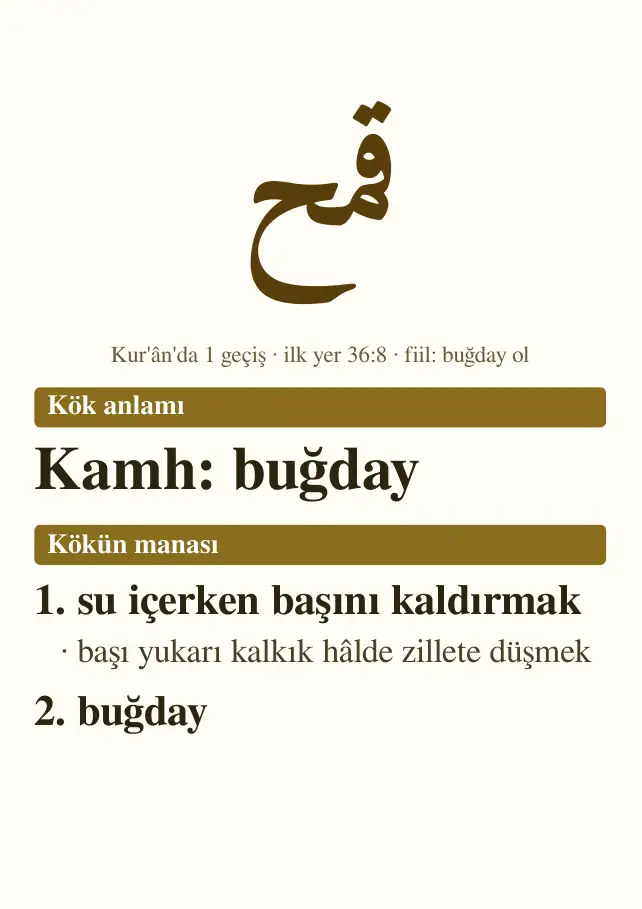 قمح
Kur'ân'da 1 geçiş · ilk yer 36:8 · fiil: buğday ol
Kök anlamı
Kamh: buğday
Kökün manası
1. su içerken başını kaldırmak
· başı yukarı kalkık hâlde zillete düşmek
2. buğday